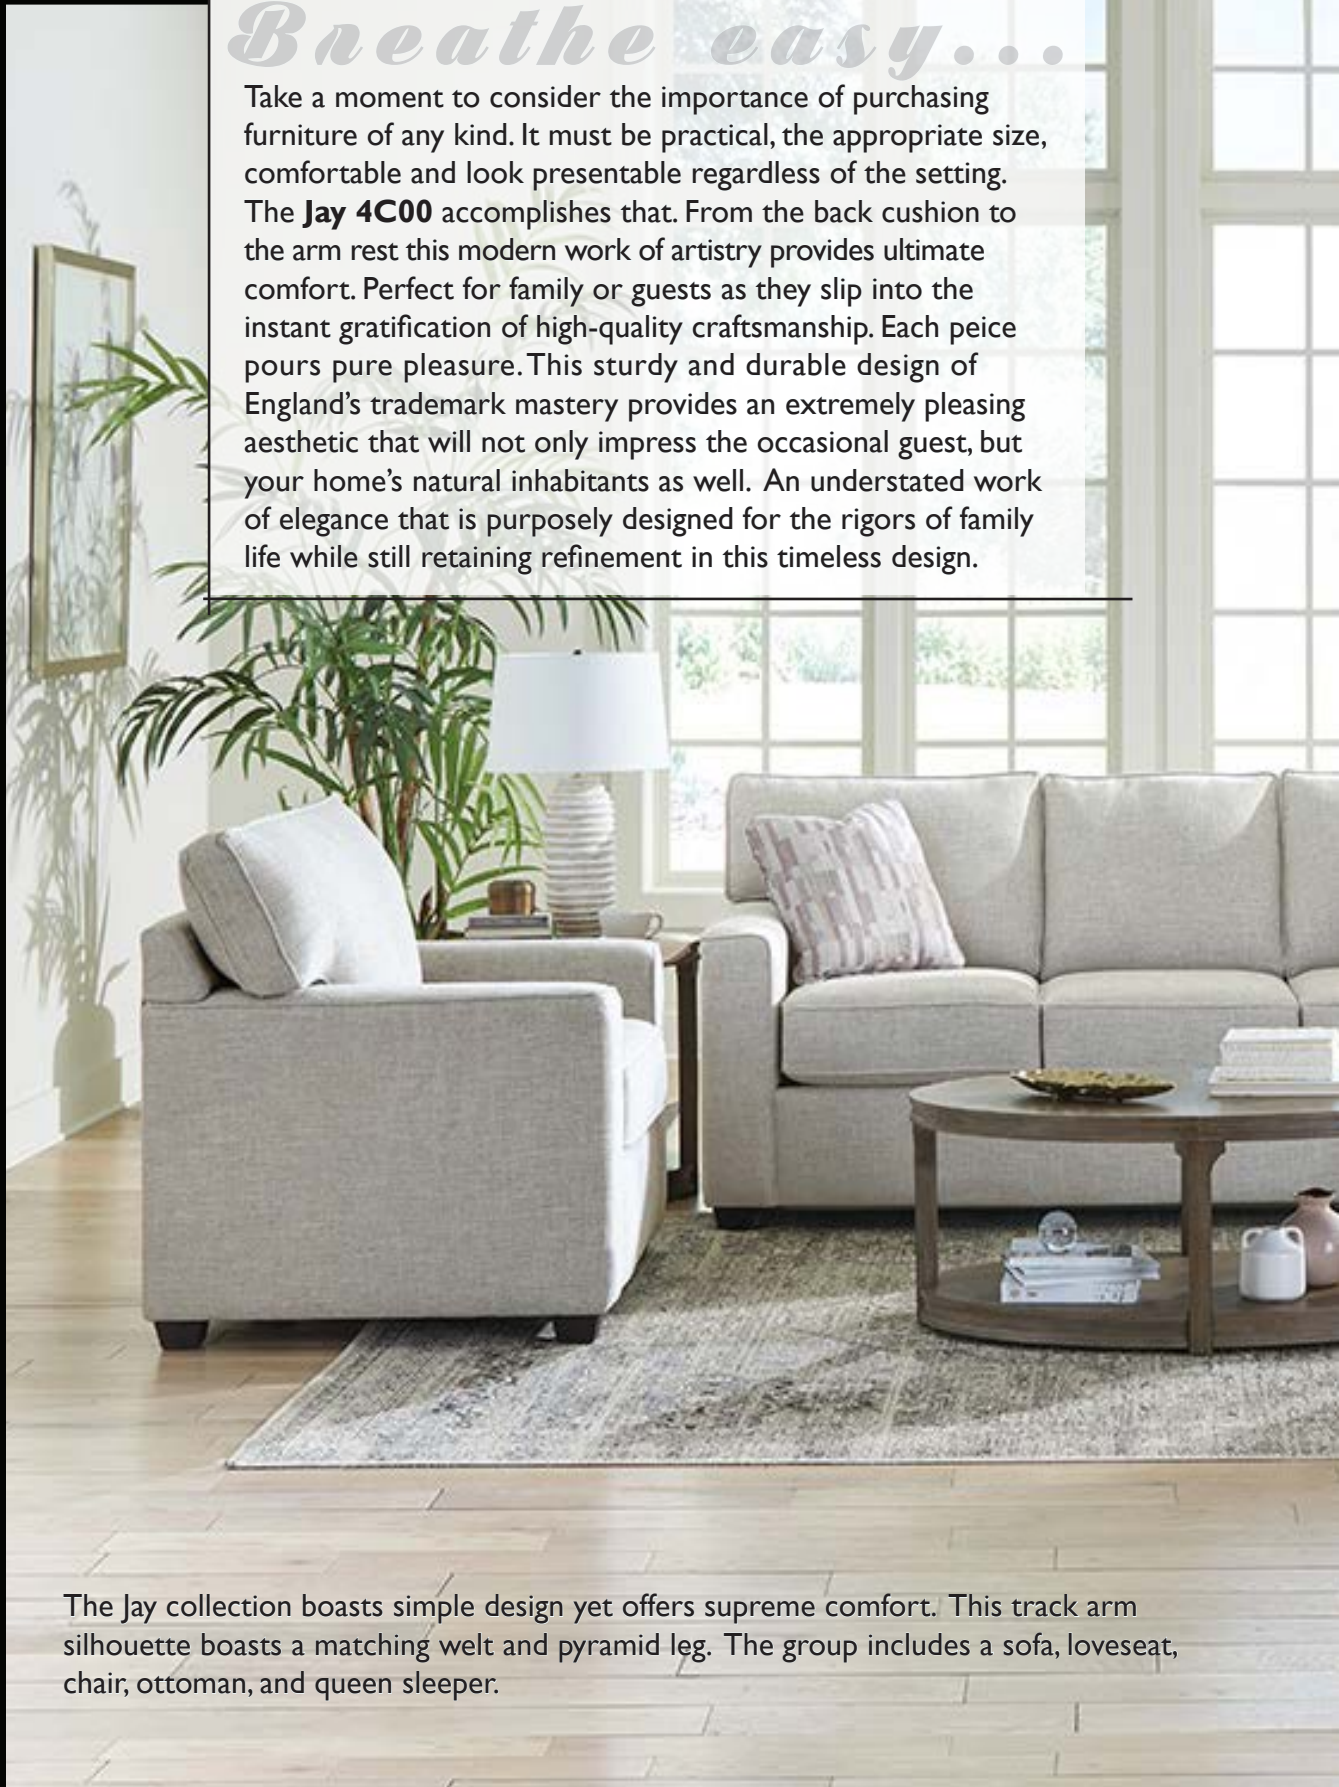 Breathe easy...
Take a moment to consider the importance of purchasing
furniture of any kind. It must be practical, the appropriate size,
comfortable and look presentable regardless of the setting.
The Jay 4C00 accomplishes that. From the back cushion to
the arm rest this modern work of artistry provides ultimate
comfort. Perfect for family or guests as they slip into the
instant gratification of high-quality craftsmanship. Each peice
pours pure pleasure. This sturdy and durable design of
England’s trademark mastery provides an extremely pleasing
aesthetic that will not only impress the occasional guest, but
your home’s natural inhabitants as well. An understated work
of elegance that is purposely designed for the rigors of family
life while still retaining refinement in this timeless design.
The Jay collection boasts simple design yet offers supreme comfort. This track arm
silhouette boasts a matching welt and pyramid leg. The group includes a sofa, loveseat,
chair, ottoman, and queen sleeper.